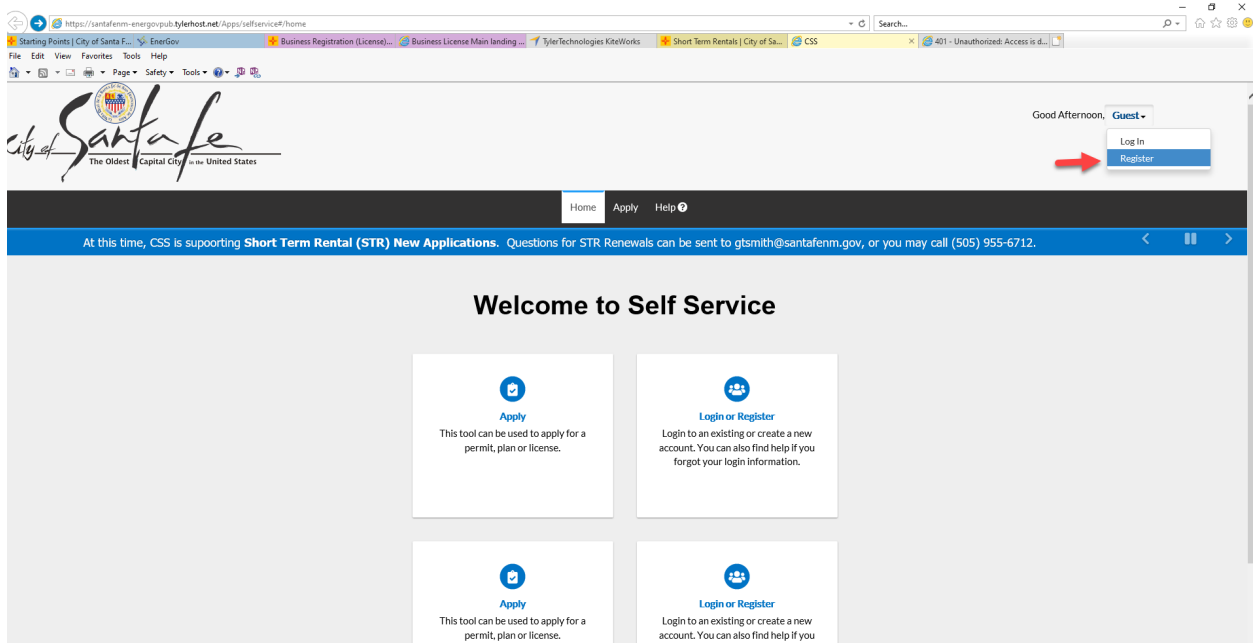 https://santafenm-energovpub.tylerhost.net/Apps/selfservice#/home
Search...
Starting Points | City of Santa F...
EnerGov
Business Registration (License)...
Business License Main landing ...
TylerTechnologies KiteWorks
Short Term Rentals | City of Sa...
CSS
401 - Unauthorized: Access is d...
File Edit View Favorites Tools Help
Page Safety Tools
City of Santa Fe
The Oldest Capital City in the United States
Good Afternoon, Guest
Log In
Register
Home Apply Help
At this time, CSS is supoorting Short Term Rental (STR) New Applications. Questions for STR Renewals can be sent to gtsmith@santafenm.gov, or you may call (505) 955-6712.
Welcome to Self Service
Apply
This tool can be used to apply for a
permit, plan or license.
Login or Register
Login to an existing or create a new
account. You can also find help if you
forgot your login information.
Apply
This tool can be used to apply for a
permit, plan or license.
Login or Register
Login to an existing or create a new
account. You can also find help if you